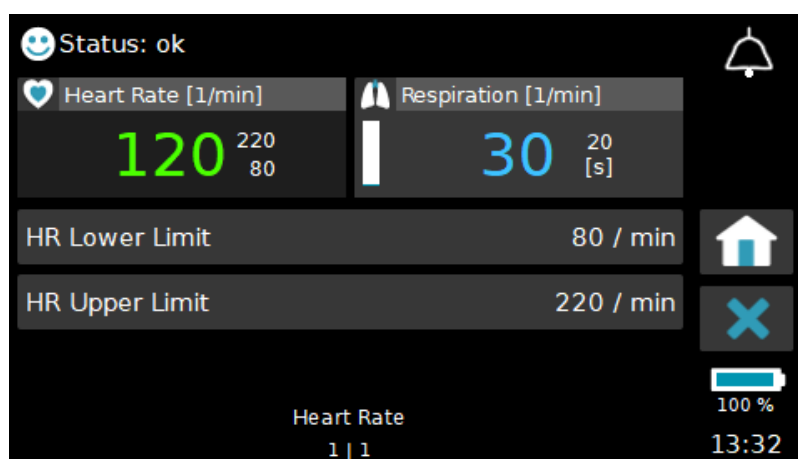 Status: ok
Heart Rate [1/min]
120
220
80
Respiration [1/min]
30
20
[s]
HR Lower Limit 80 / min
HR Upper Limit 220 / min
100 %
Heart Rate
1 | 1
13:32